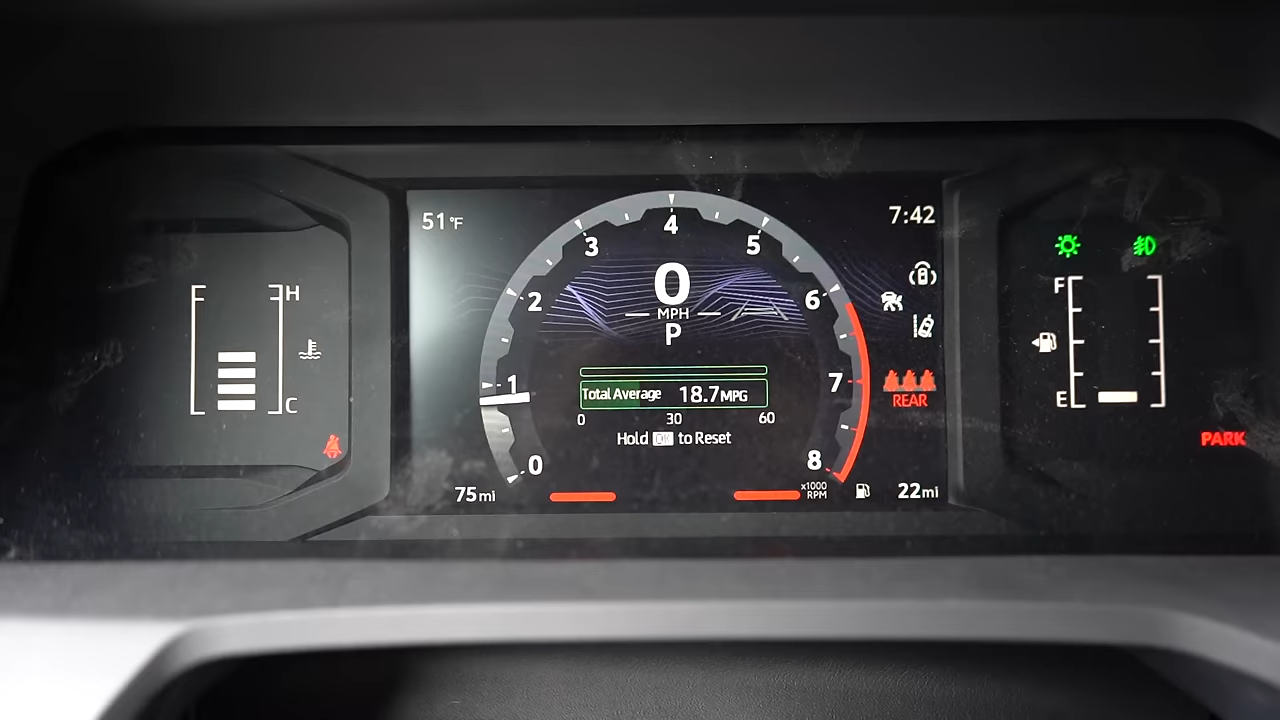 51°F
7:42
4
3
5
2
6
0
MPH
P
1
7
0
8
Total Average 18.7MPG
0 30 60
Hold OK to Reset
x1000
RPM
75mi
22mi
REAR
H
C
F
E
PARK